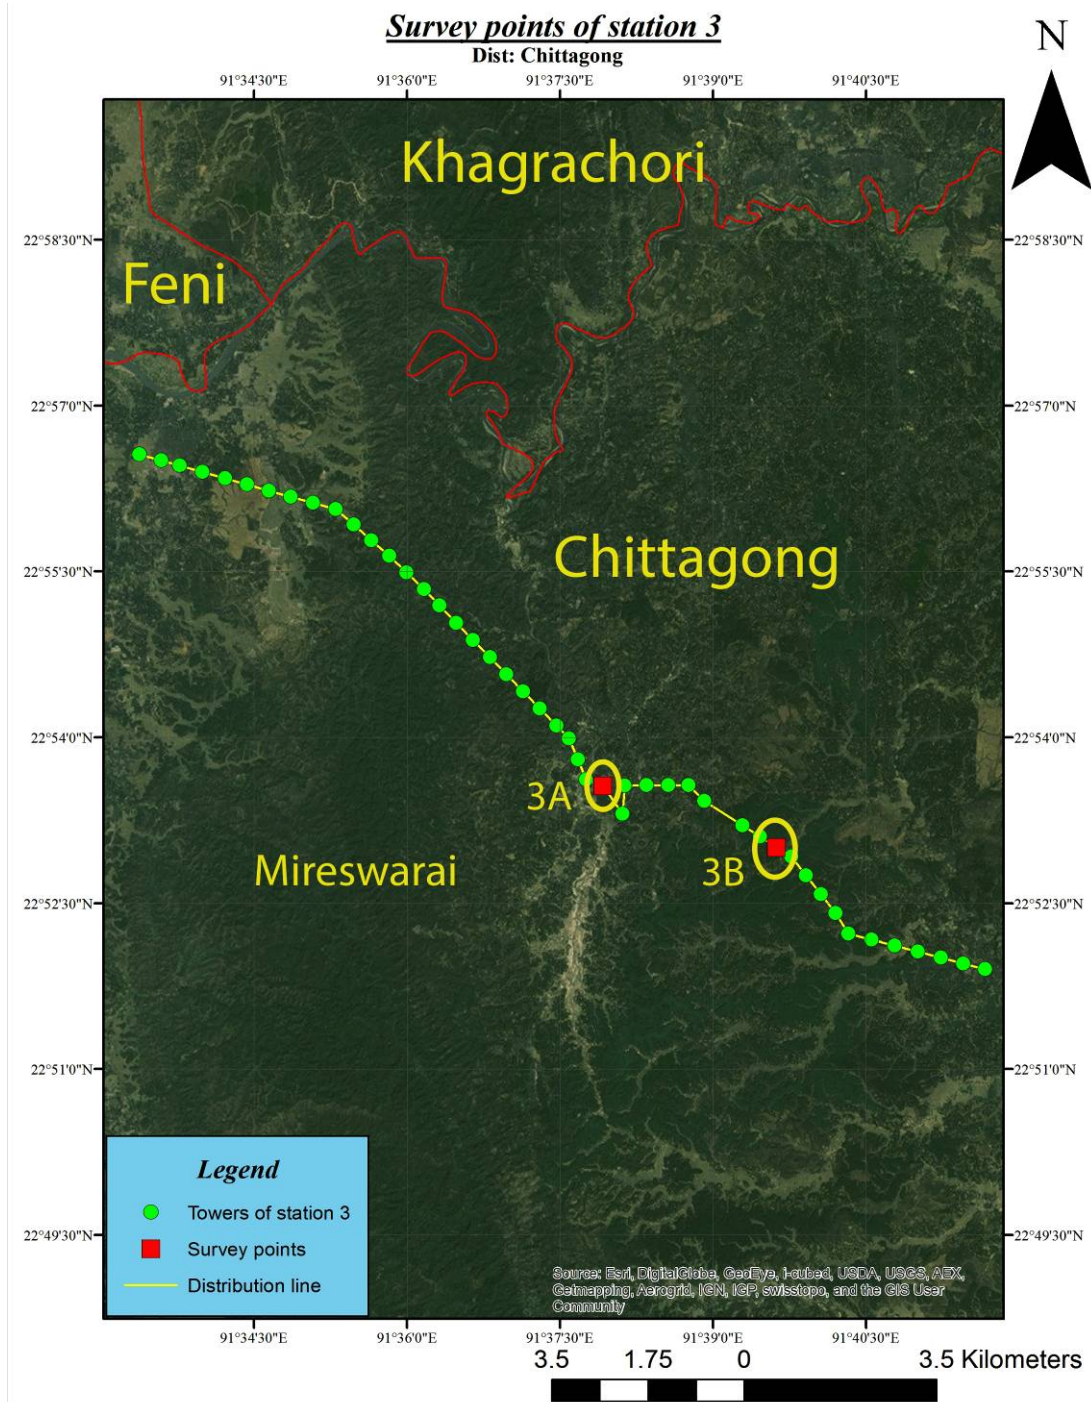 Survey points of station 3
Dist: Chittagong
N
91°34'30"E 91°36'0"E 91°37'30"E 91°39'0"E 91°40'30"E
Khagrachori
22°58'30"N 22°58'30"N
Feni
22°57'0"N 22°57'0"N
Chittagong
22°55'30"N 22°55'30"N
22°54'0"N 22°54'0"N
3A
3B
Mireswarai
22°52'30"N 22°52'30"N
22°51'0"N 22°51'0"N
Legend
Towers of station 3
Survey points
Distribution line
22°49'30"N 22°49'30"N
Source: Esri, DigitalGlobe, GeoEye, i-cubed, USDA, USGS, AEX,
Getmapping, Aerogrid, IGN, IGP, swisstopo, and the GIS User
Community
91°34'30"E 91°36'0"E 91°37'30"E 91°39'0"E 91°40'30"E
3.5 1.75 0 3.5 Kilometers